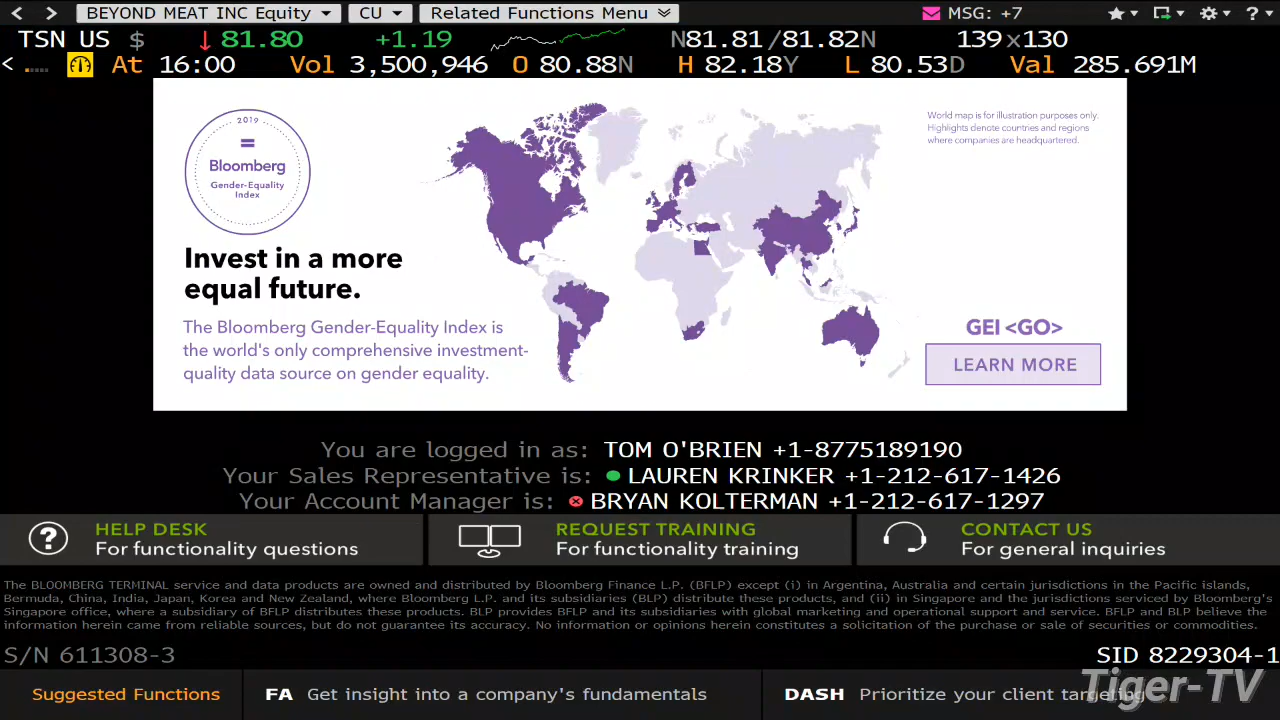 < > BEYOND MEAT INC Equity CU Related Functions Menu MSG: +7 ?
TSN US $ ↓ 81.80 +1.19 N81.81/81.82N 139x130
< At 16:00 Vol 3,500,946 O 80.88N H 82.18Y L 80.53D Val 285.691M
2019
=
Bloomberg
Gender-Equality
Index
World map is for illustration purposes only.
Highlights denote countries and regions
where companies are headquartered.
Invest in a more
equal future.
The Bloomberg Gender-Equality Index is
the world's only comprehensive investment-
quality data source on gender equality.
GEI <GO>
LEARN MORE
You are logged in as: TOM O'BRIEN +1-8775189190
Your Sales Representative is: LAUREN KRINKER +1-212-617-1426
Your Account Manager is: BRYAN KOLTERMAN +1-212-617-1297
? HELP DESK
For functionality questions
REQUEST TRAINING
For functionality training
CONTACT US
For general inquiries
The BLOOMBERG TERMINAL service and data products are owned and distributed by Bloomberg Finance L.P. (BFLP) except (i) in Argentina, Australia and certain jurisdictions in the Pacific islands,
Bermuda, China, India, Japan, Korea and New Zealand, where Bloomberg L.P. and its subsidiaries (BLP) distribute these products, and (ii) in Singapore and the jurisdictions serviced by Bloomberg's
Singapore office, where a subsidiary of BFLP distributes these products. BLP provides BFLP and its subsidiaries with global marketing and operational support and service. BFLP and BLP believe the
information herein came from reliable sources, but do not guarantee its accuracy. No information or opinions herein constitutes a solicitation of the purchase or sale of securities or commodities.
S/N 611308-3 SID 8229304-1
Suggested Functions FA Get insight into a company's fundamentals DASH Prioritize your client targeting
Tiger-TV